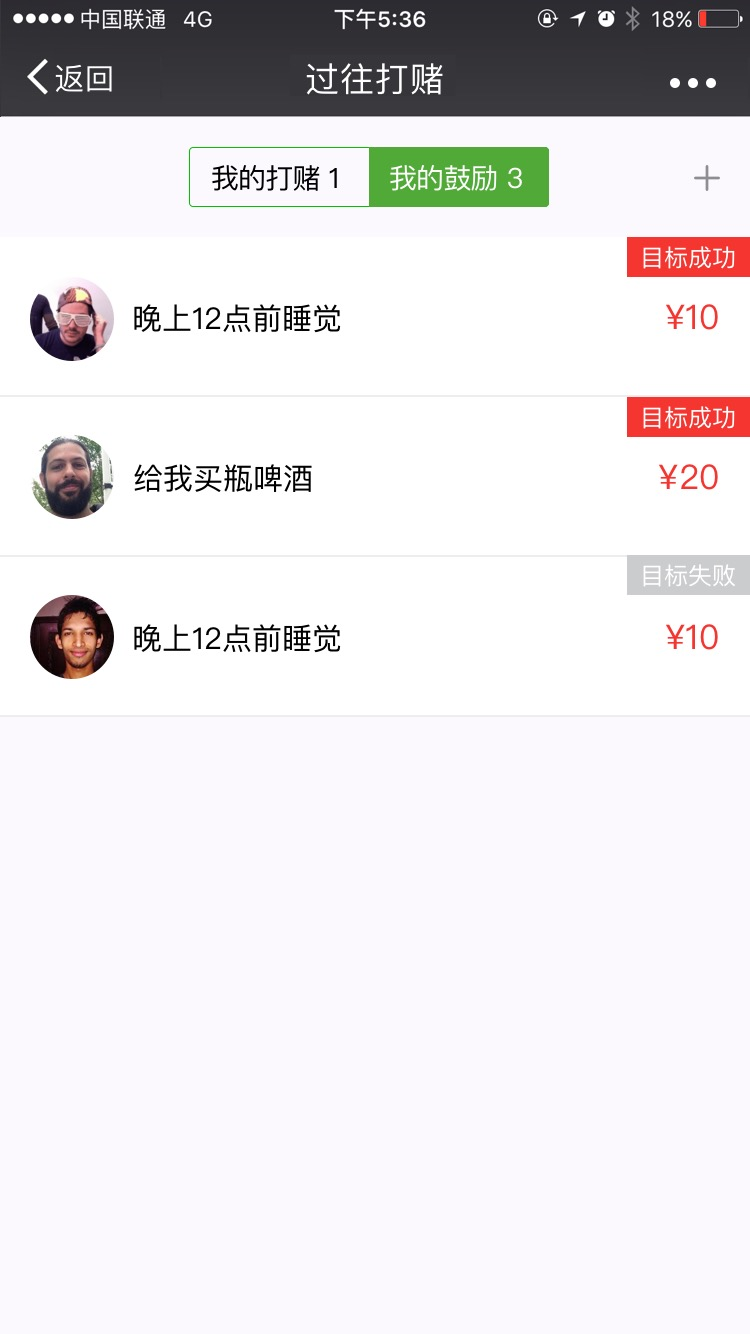 中国联通 4G 下午5:36 18%
返回 过往打赌
我的打赌 1 我的鼓励 3
目标成功
晚上12点前睡觉 ¥10
目标成功
给我买瓶啤酒 ¥20
目标失败
晚上12点前睡觉 ¥10